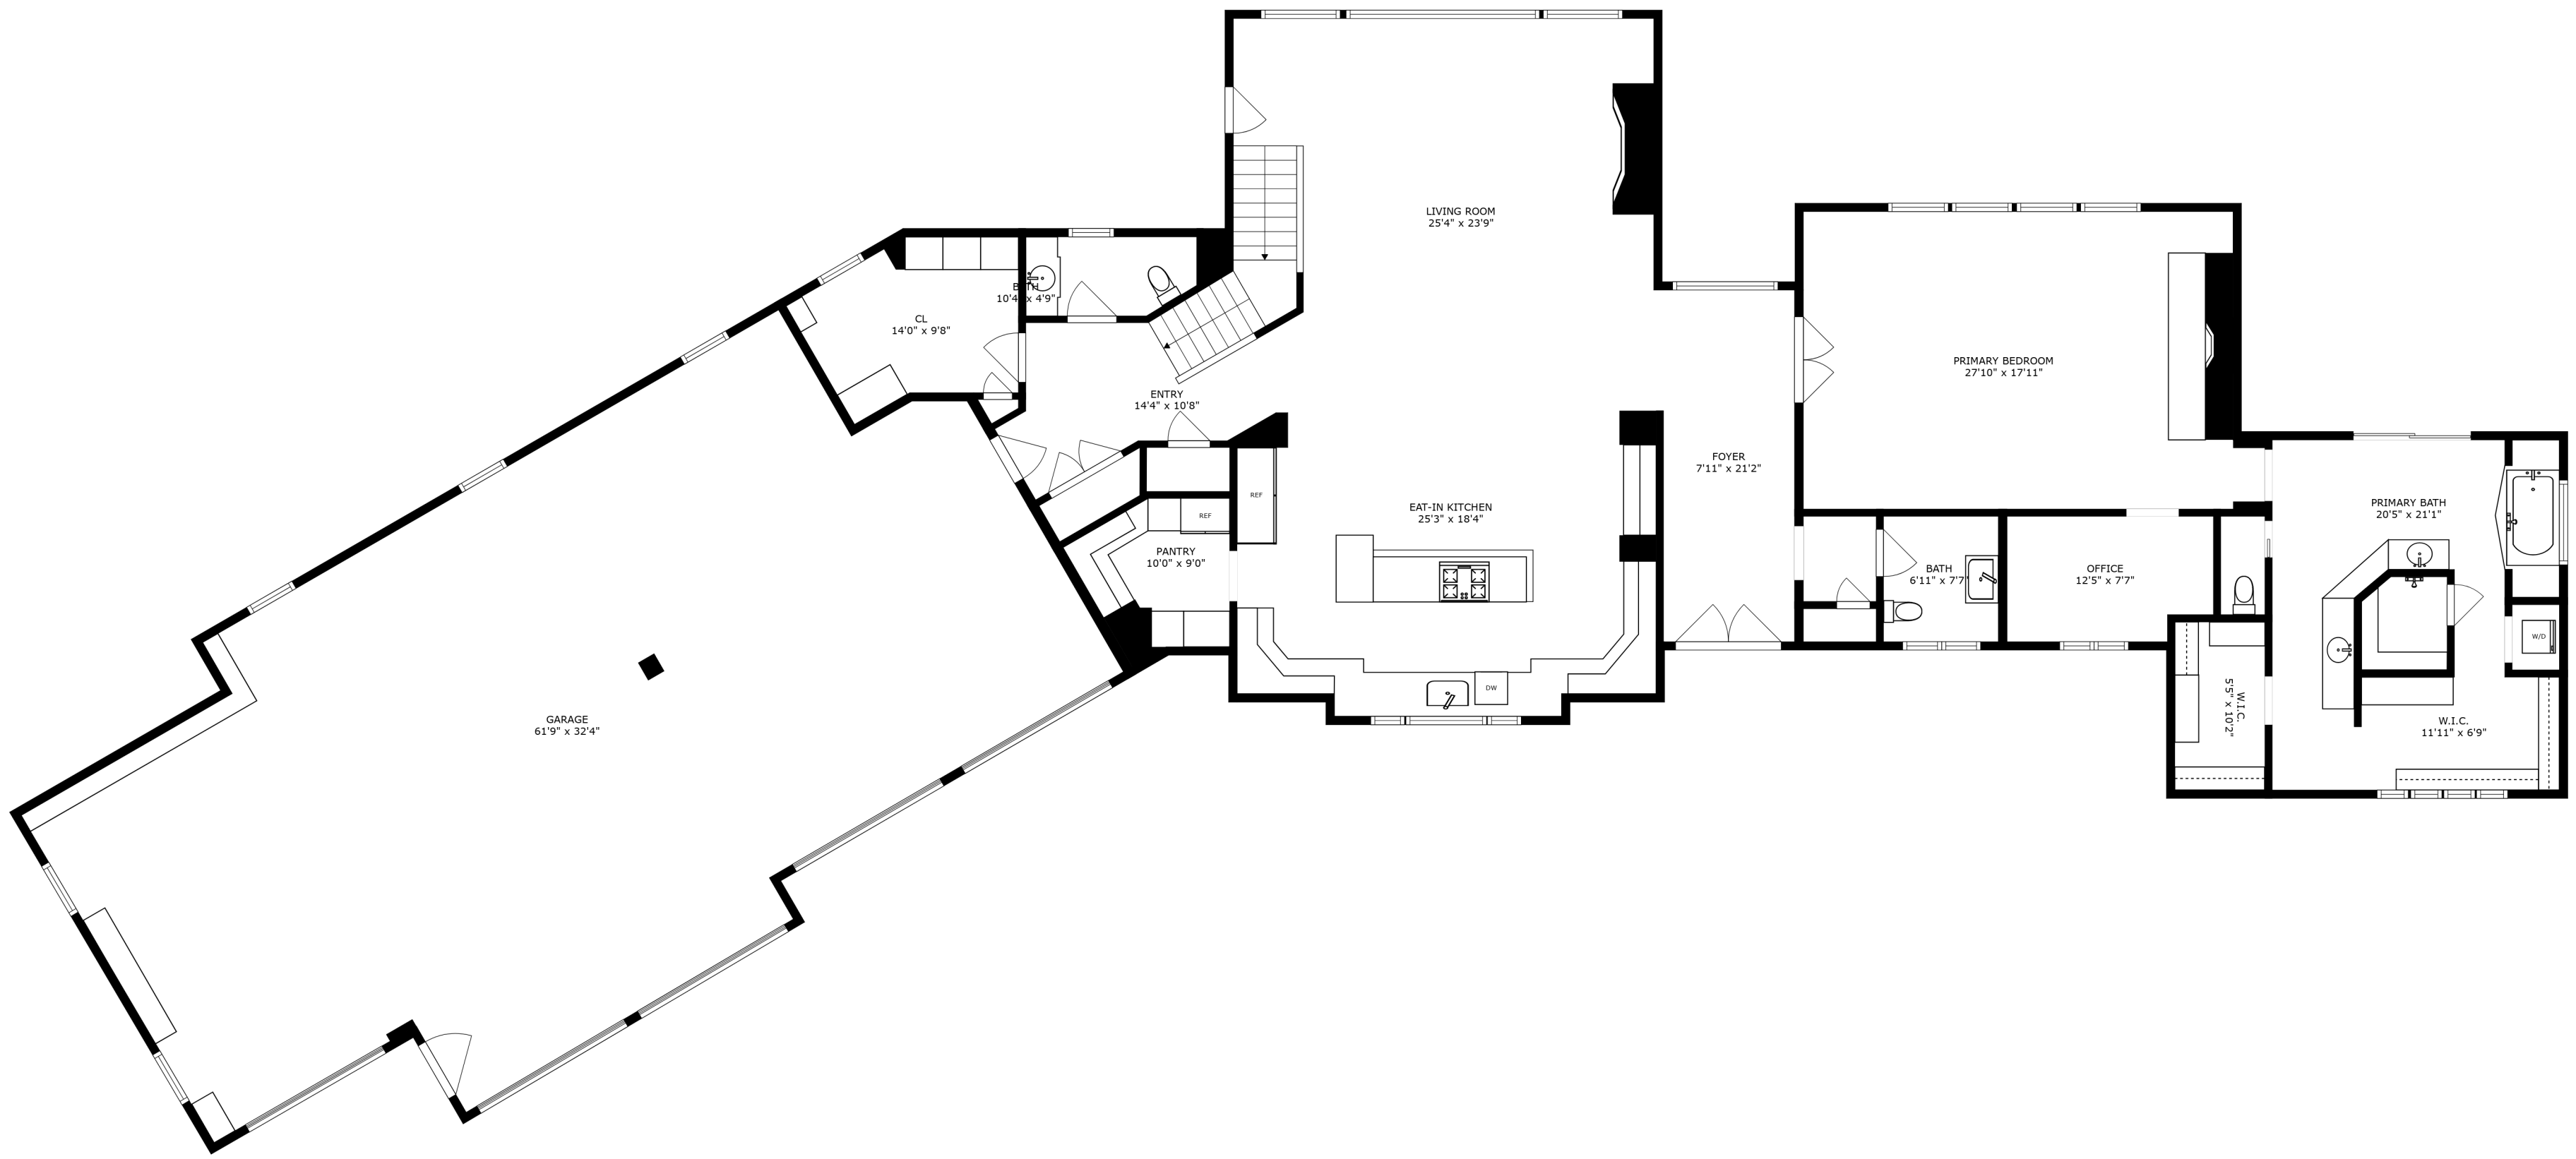 LIVING ROOM
25'4" x 23'9"
BATH
10'4" x 4'9"
CL
14'0" x 9'8"
ENTRY
14'4" x 10'8"
PRIMARY BEDROOM
27'10" x 17'11"
FOYER
7'11" x 21'2"
REF
REF
EAT-IN KITCHEN
25'3" x 18'4"
PRIMARY BATH
20'5" x 21'1"
PANTRY
10'0" x 9'0"
BATH
6'11" x 7'7"
OFFICE
12'5" x 7'7"
W/D
DW
W.I.C.
5'5" x 10'2"
GARAGE
61'9" x 32'4"
W.I.C.
11'11" x 6'9"